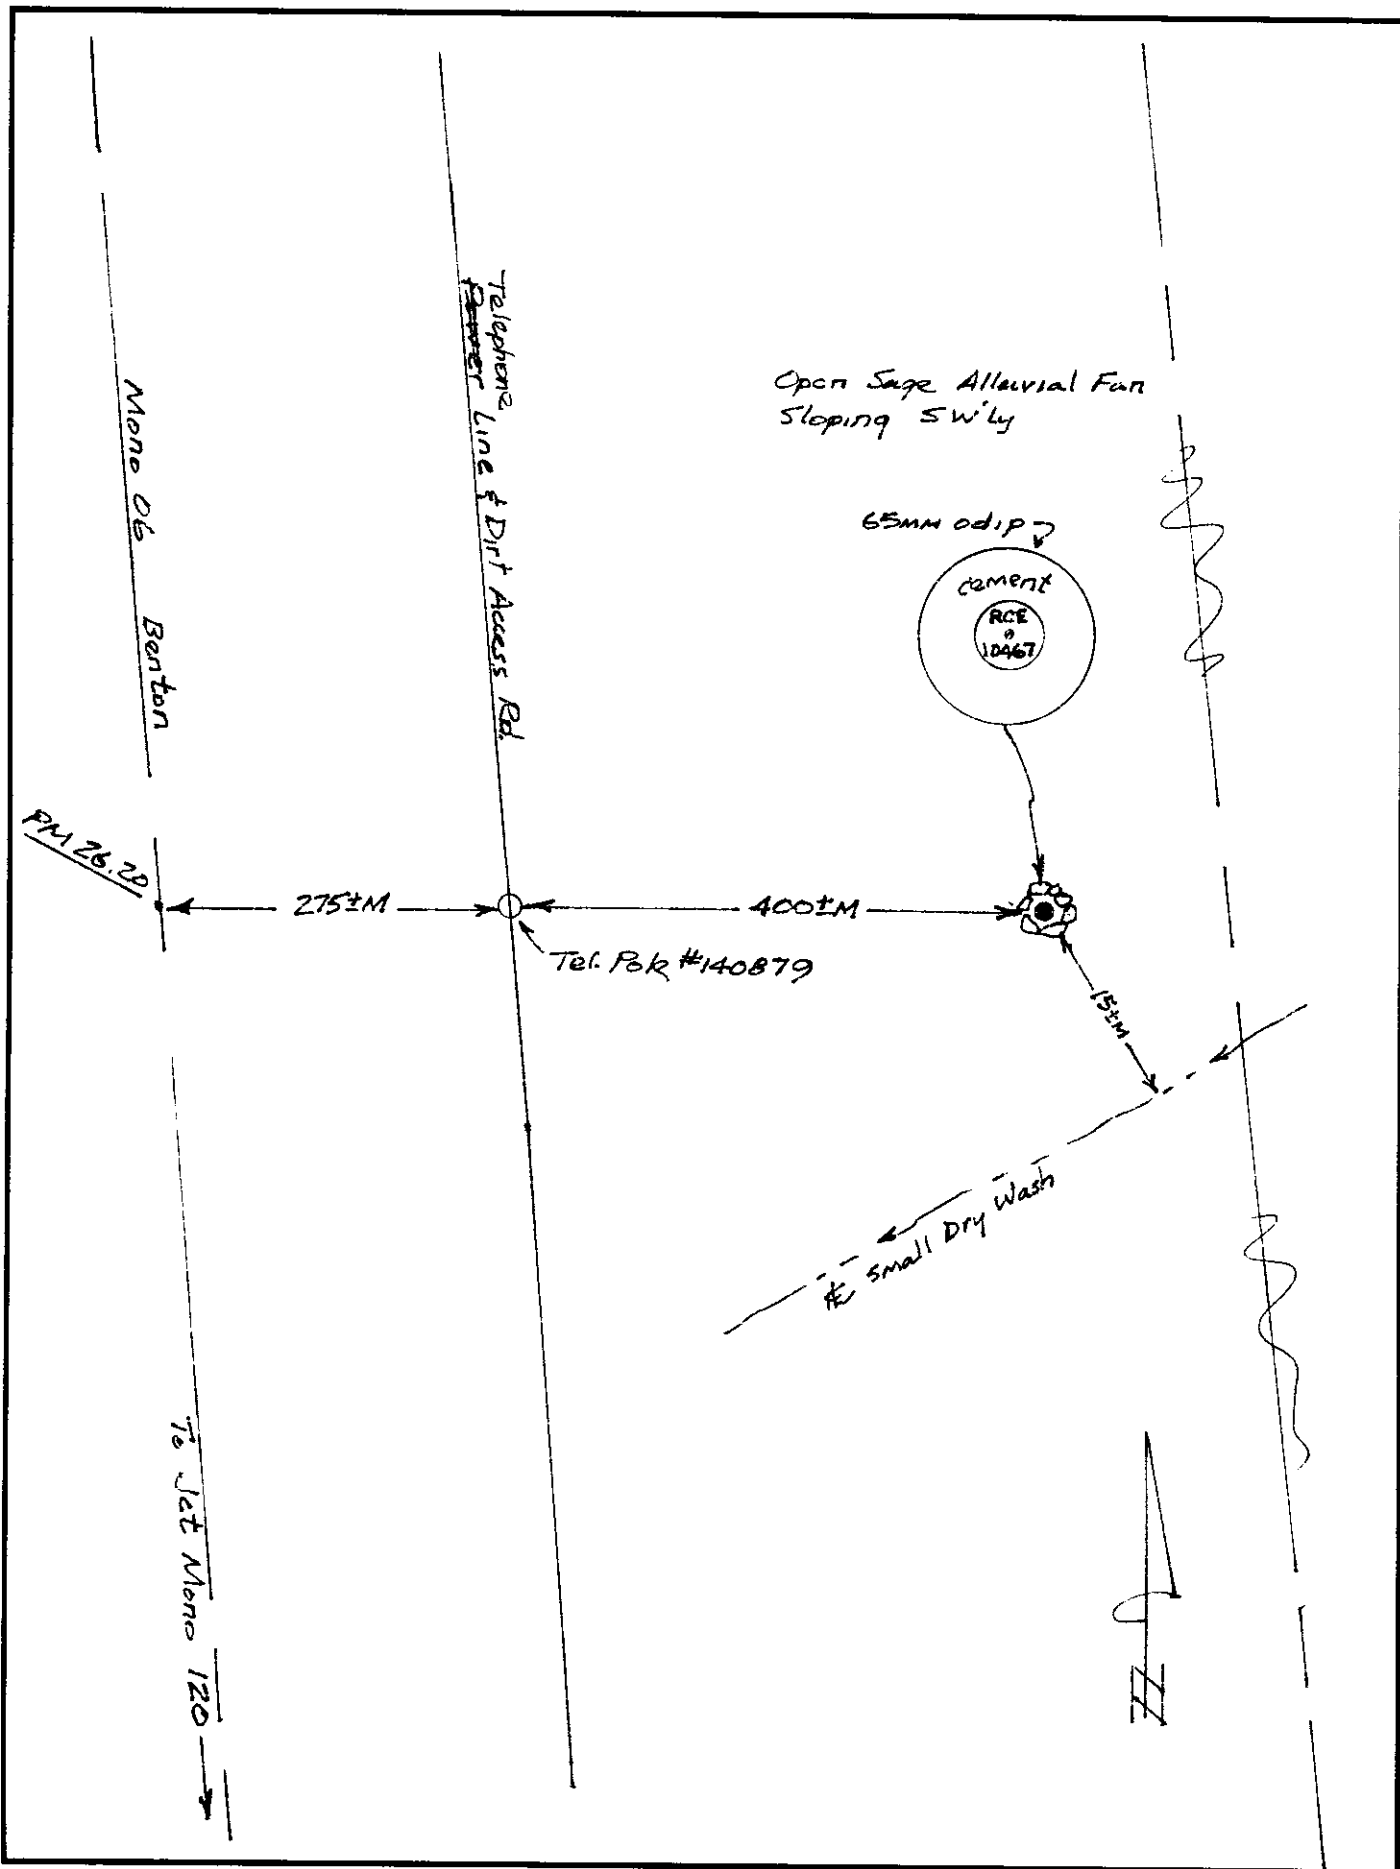 Telephone
Power Line & Dirt Access Rd.
Mono 06 Benton
Open Sage Alluvial Fan
Sloping SW'ly
65MM odip
cement
RCE
10467
PM 26.20
275±M
400±M
Tel. Pole #140879
15±M
℄ Small Dry Wash
To Jct Mono 120
N